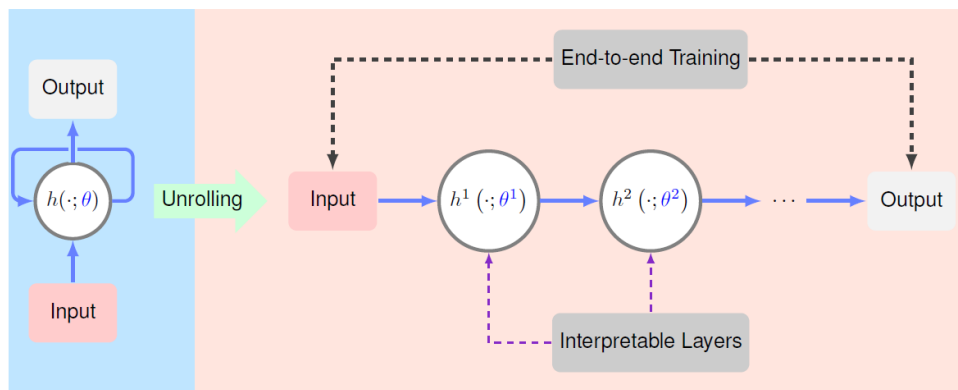 Output
h(·;θ)
Input
Unrolling
End-to-end Training
Input
h¹ (·;θ¹)
h² (·;θ²)
···
Output
Interpretable Layers